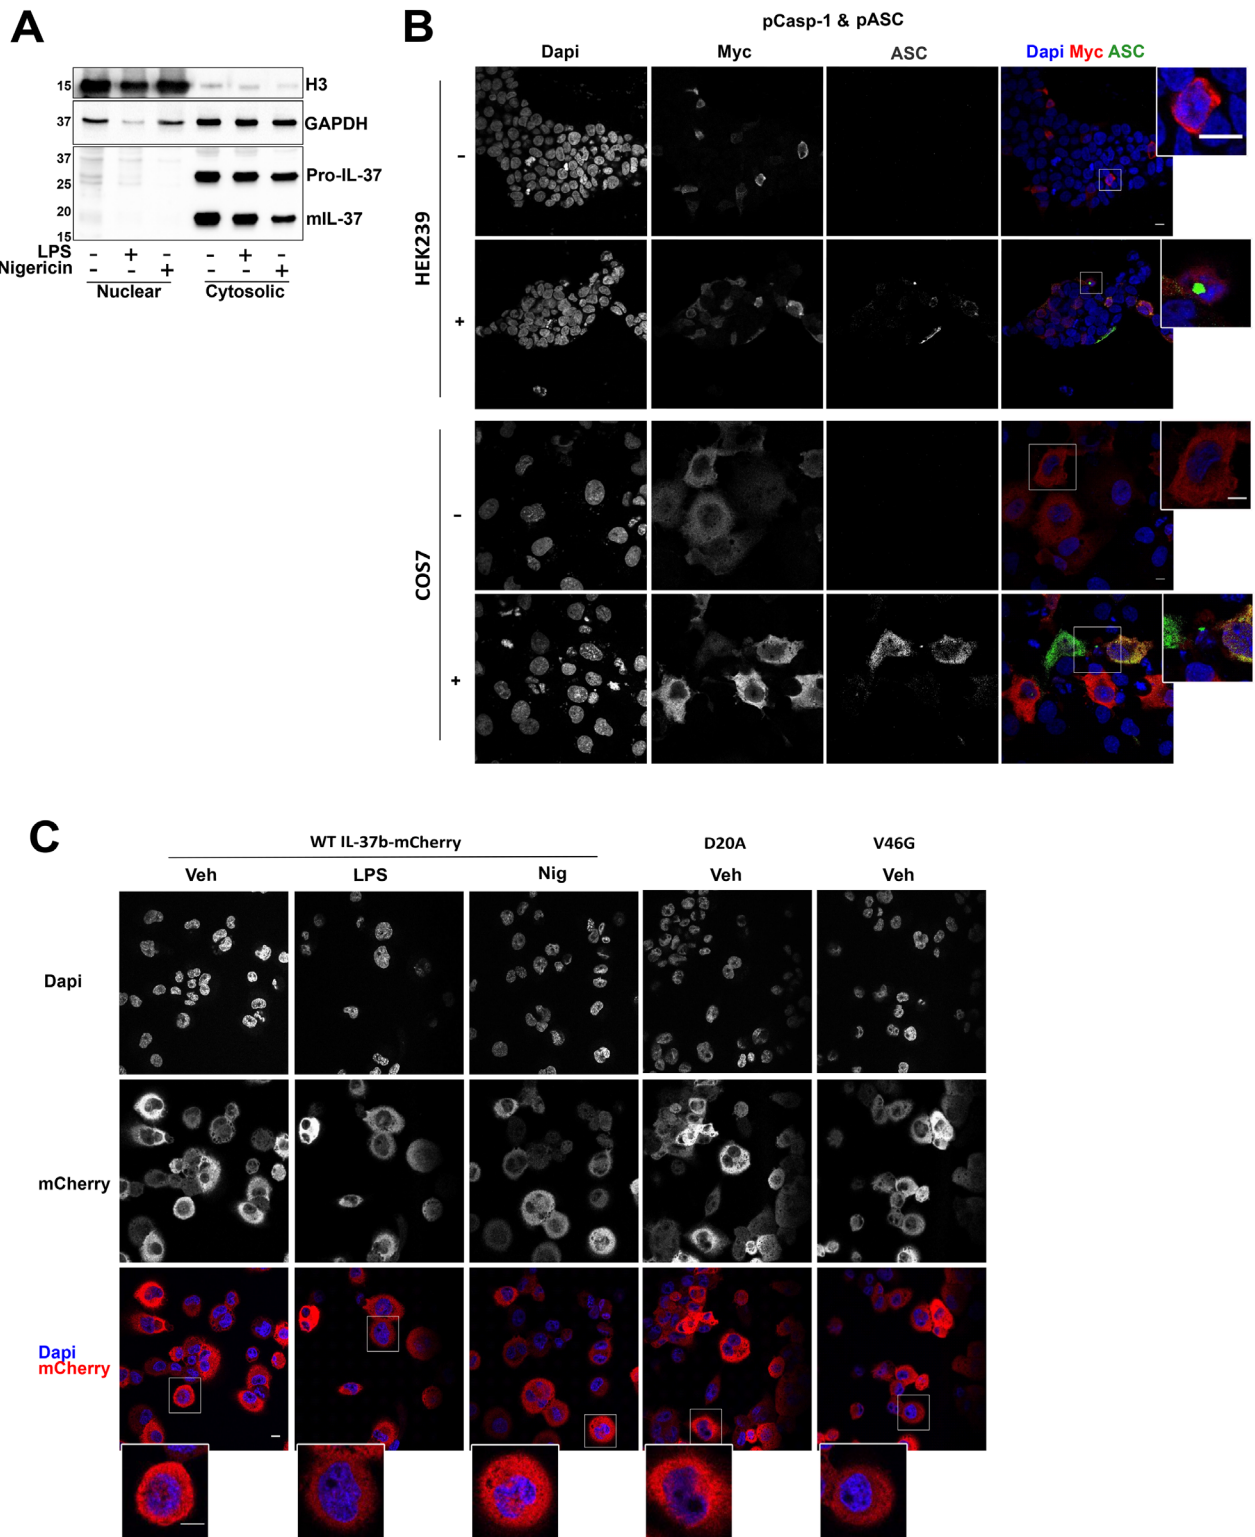 A
15
H3
37
GAPDH
37
25
Pro-IL-37
20
mIL-37
15
LPS - + - - + -
Nigericin - - + - - +
Nuclear Cytosolic
B
pCasp-1 & pASC
Dapi Myc ASC Dapi Myc ASC
HEK239
-
+
COS7
-
+
C
WT IL-37b-mCherry D20A V46G
Veh LPS Nig Veh Veh
Dapi
mCherry
Dapi
mCherry